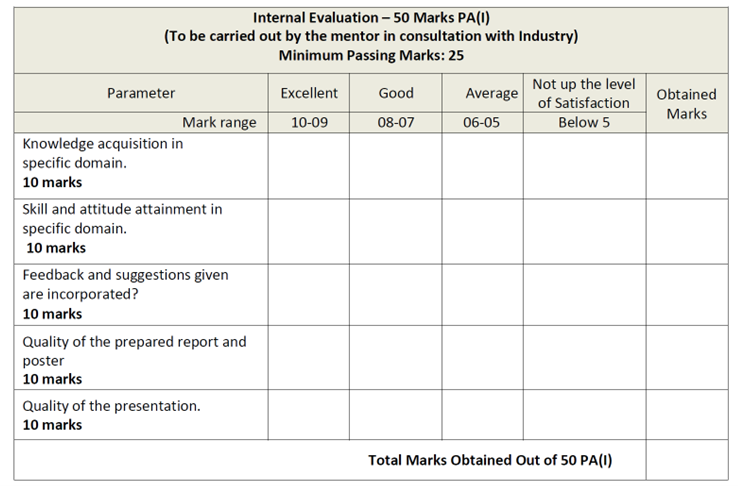 Internal Evaluation – 50 Marks PA(I)
(To be carried out by the mentor in consultation with Industry)
Minimum Passing Marks: 25
Parameter Excellent Good Average Not up the level of Satisfaction Obtained Marks
Mark range 10-09 08-07 06-05 Below 5
Knowledge acquisition in
specific domain.
10 marks
Skill and attitude attainment in
specific domain.
10 marks
Feedback and suggestions given
are incorporated?
10 marks
Quality of the prepared report and
poster
10 marks
Quality of the presentation.
10 marks
Total Marks Obtained Out of 50 PA(I)